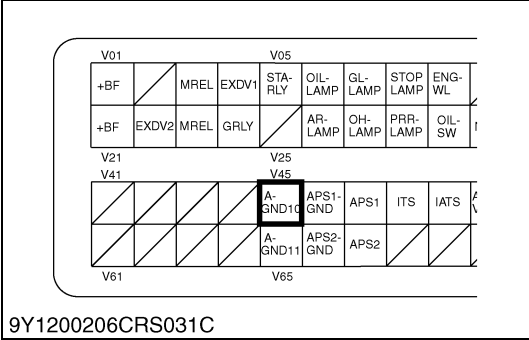 V01 V05
+BF MREL EXDV1 STA-RLY OIL-LAMP GL-LAMP STOP LAMP ENG-WL
+BF EXDV2 MREL GRLY AR-LAMP OH-LAMP PRR-LAMP OIL-SW
V21 V25
V41 V45
A-GND10 APS1-GND APS1 ITS IATS
A-GND11 APS2-GND APS2
V61 V65
9Y1200206CRS031C